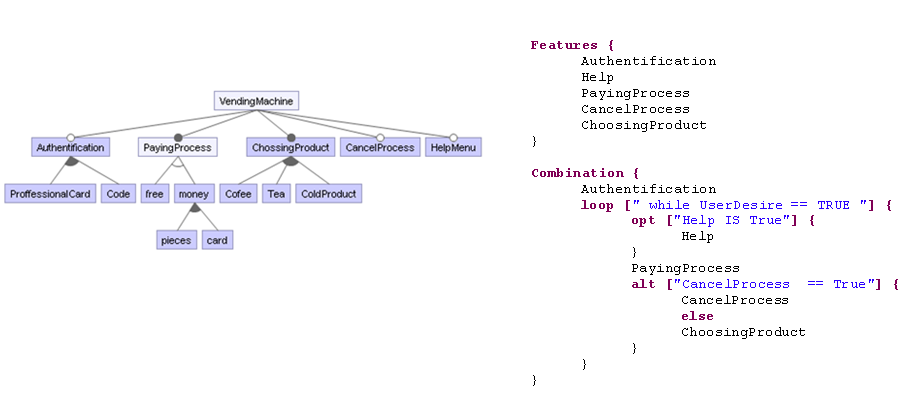 VendingMachine
Authentification PayingProcess ChossingProduct CancelProcess HelpMenu
ProffessionalCard Code free money Cofee Tea ColdProduct
pieces card
Features {
Authentification
Help
PayingProcess
CancelProcess
ChoosingProduct
}
Combination {
Authentification
loop [" while UserDesire == TRUE "] {
opt ["Help IS True"] {
Help
}
PayingProcess
alt ["CancelProcess == True"] {
CancelProcess
else
ChoosingProduct
}
}
}